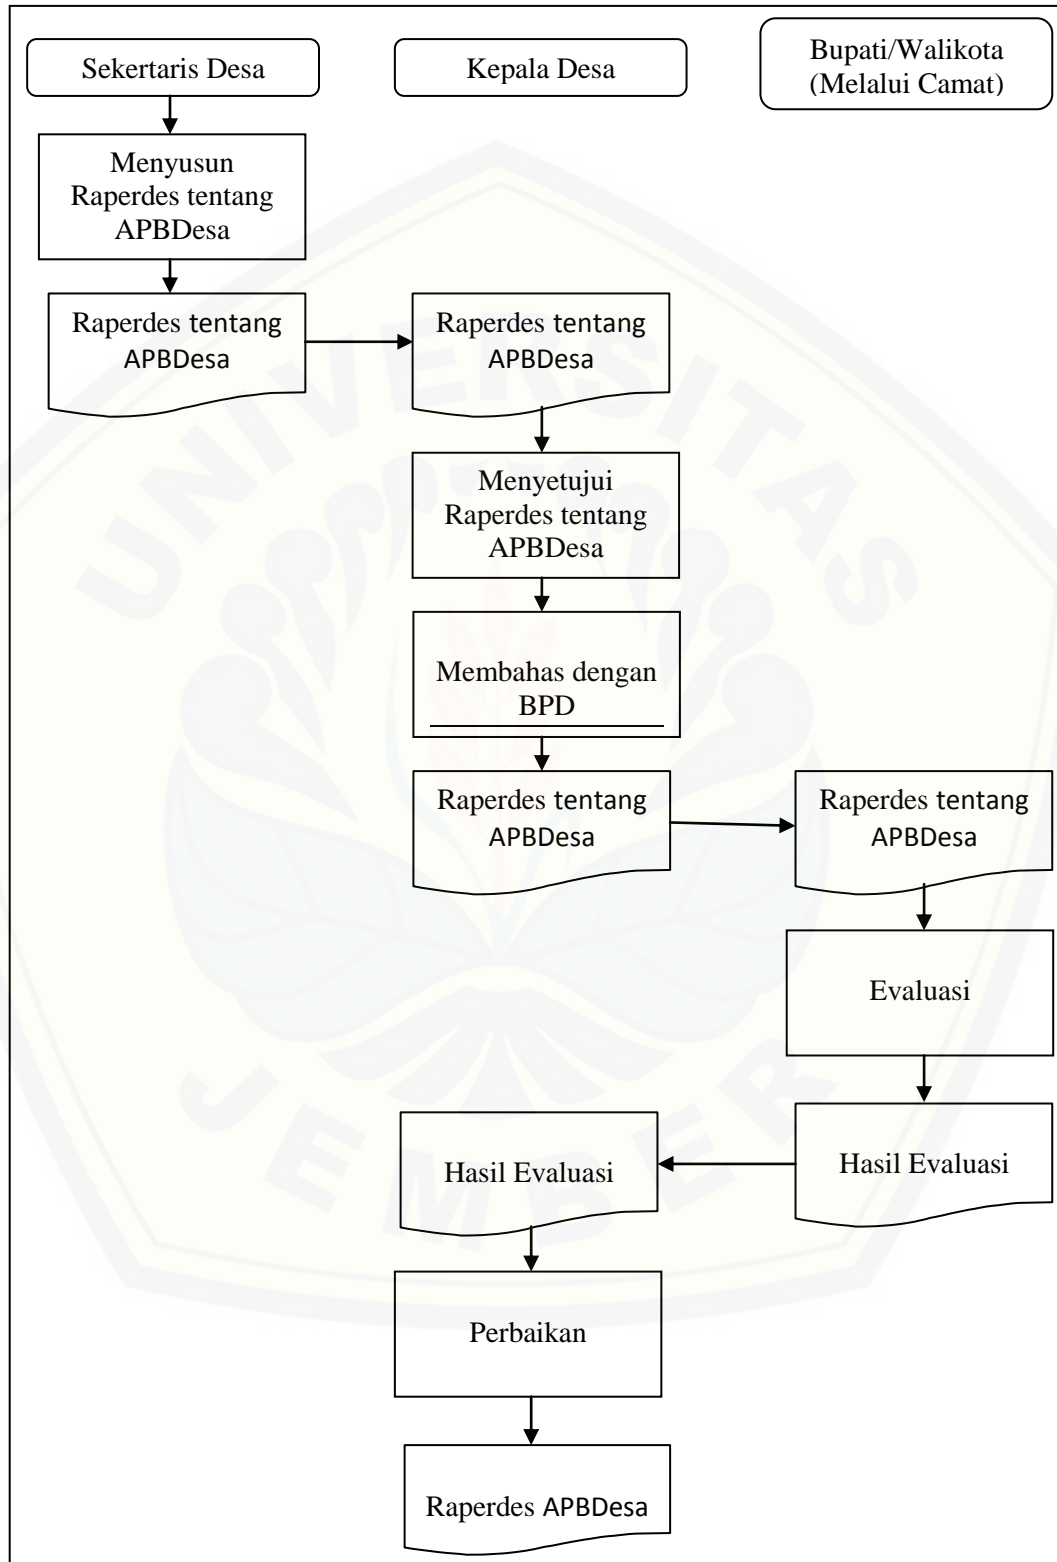 Sekertaris Desa
Kepala Desa
Bupati/Walikota
(Melalui Camat)
Menyusun
Raperdes tentang
APBDesa
Raperdes tentang
APBDesa
Raperdes tentang
APBDesa
Menyetujui
Raperdes tentang
APBDesa
Membahas dengan
BPD
Raperdes tentang
APBDesa
Raperdes tentang
APBDesa
Evaluasi
Hasil Evaluasi
Hasil Evaluasi
Perbaikan
Raperdes APBDesa
UNIVERSITAS
JEMBER